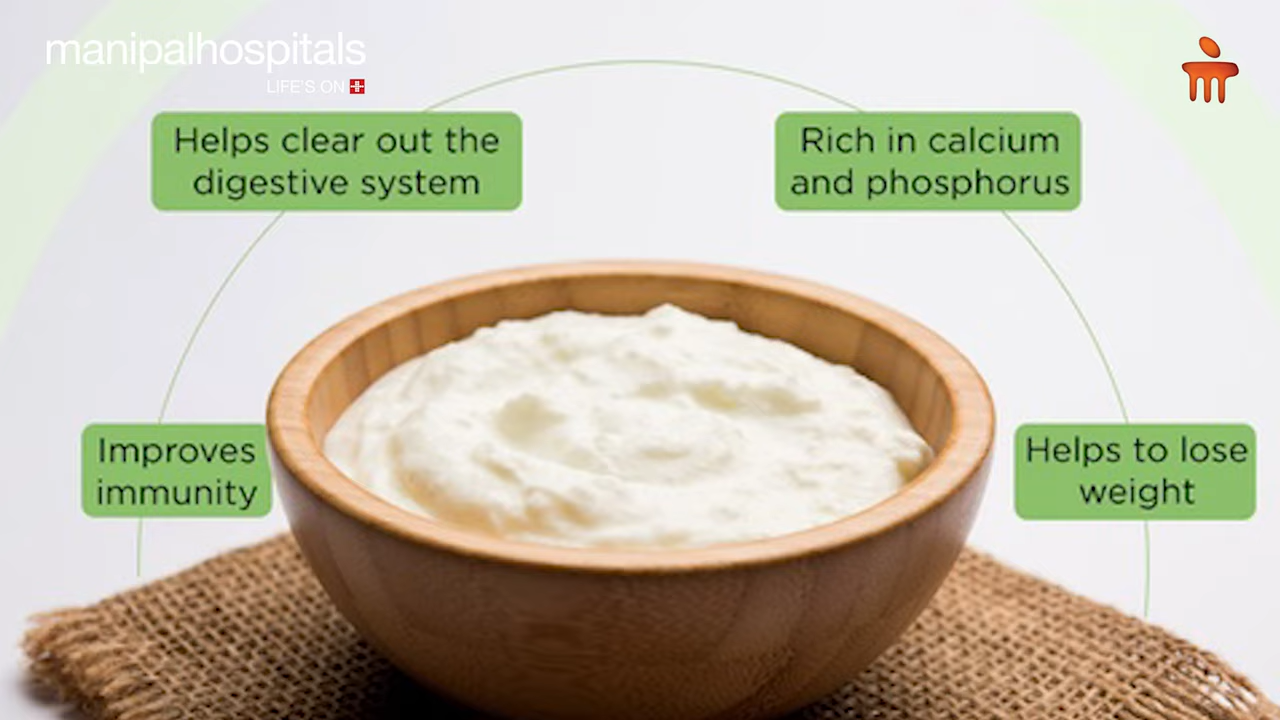 manipalhospitals
LIFE'S ON
Helps clear out the
digestive system
Rich in calcium
and phosphorus
Improves
immunity
Helps to lose
weight